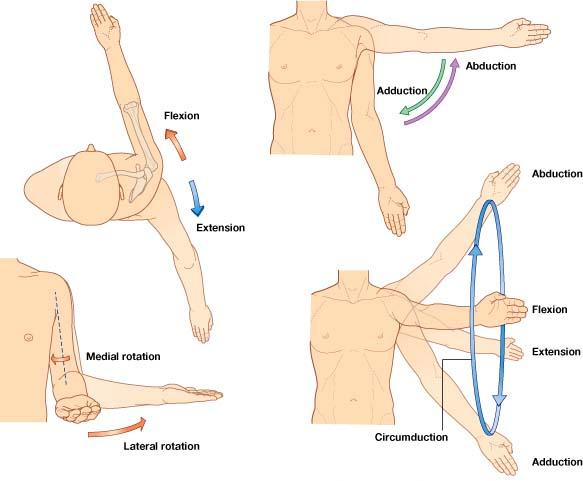 Flexion
Extension
Abduction
Adduction
Medial rotation
Lateral rotation
Abduction
Flexion
Extension
Circumduction
Adduction